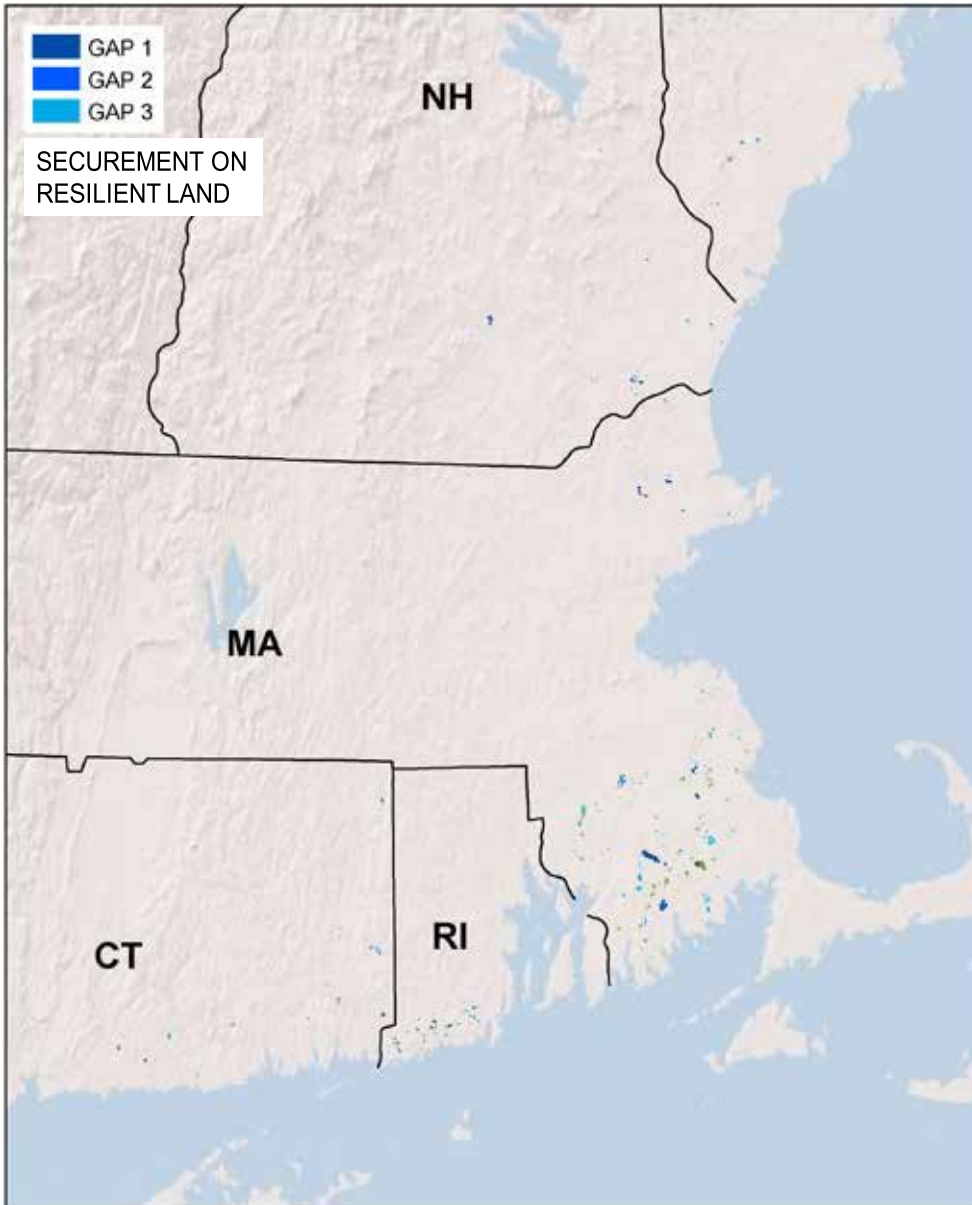 GAP 1
GAP 2
GAP 3
SECUREMENT ON
RESILIENT LAND
NH
MA
CT
RI